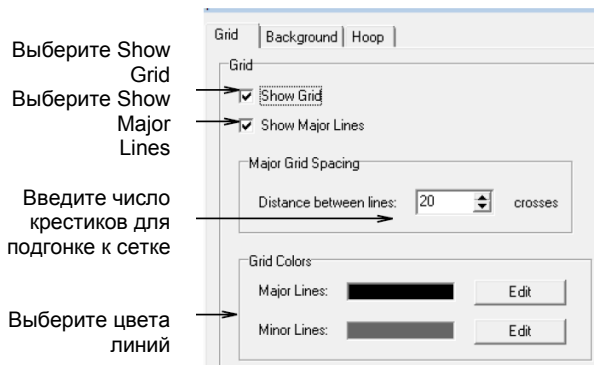 Grid Background Hoop
Grid
Выберите Show
Grid
Show Grid
Выберите Show
Major
Lines
Show Major Lines
Major Grid Spacing
Введите число
крестиков для
подгонке к сетке
Distance between lines: 20 crosses
Grid Colors
Major Lines: Edit
Выберите цвета
линий
Minor Lines: Edit